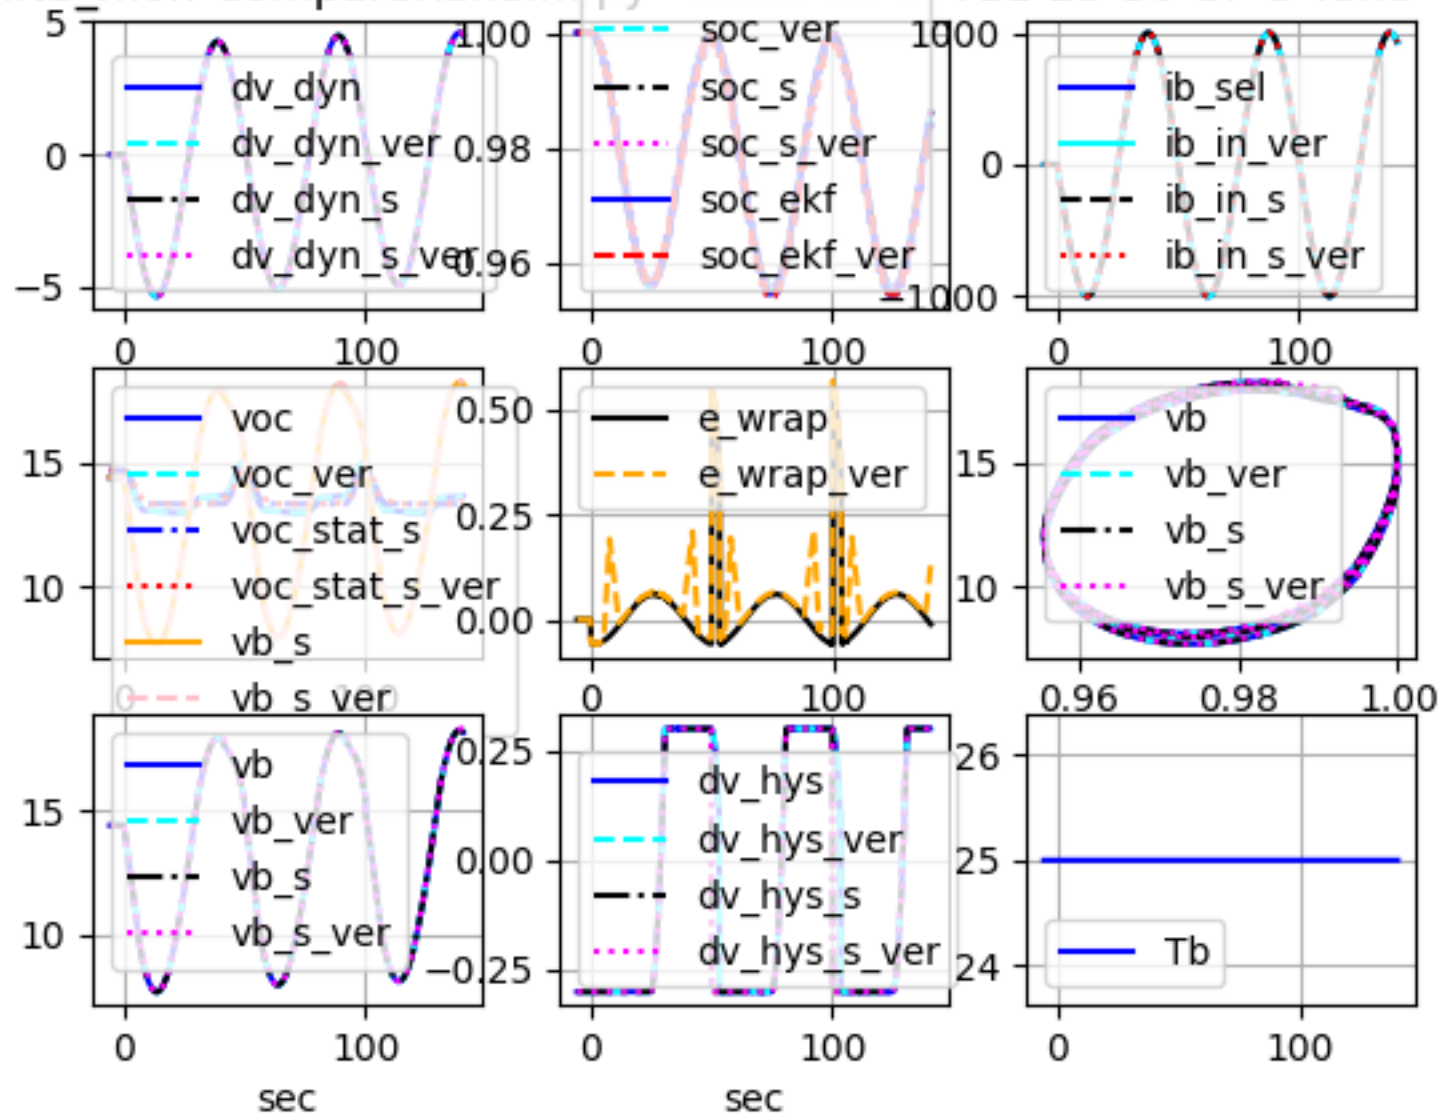 5
0
−5
dv_dyn
dv_dyn_ver
dv_dyn_s
dv_dyn_s_ver
0 100
1.00
0.98
0.96
soc_ver
soc_s
soc_s_ver
soc_ekf
soc_ekf_ver
0 100
1000
0
−1000
ib_sel
ib_in_ver
ib_in_s
ib_in_s_ver
0 100
15
10
voc
voc_ver
voc_stat_s
voc_stat_s_ver
vb_s
vb_s_ver
0 100
0.50
0.25
0.00
e_wrap
e_wrap_ver
0 100
15
10
vb
vb_ver
vb_s
vb_s_ver
0.96 0.98 1.00
15
10
vb
vb_ver
vb_s
vb_s_ver
0 100
sec
0.25
0.00
−0.25
dv_hys
dv_hys_ver
dv_hys_s
dv_hys_s_ver
0 100
sec
26
25
24
Tb
0 100